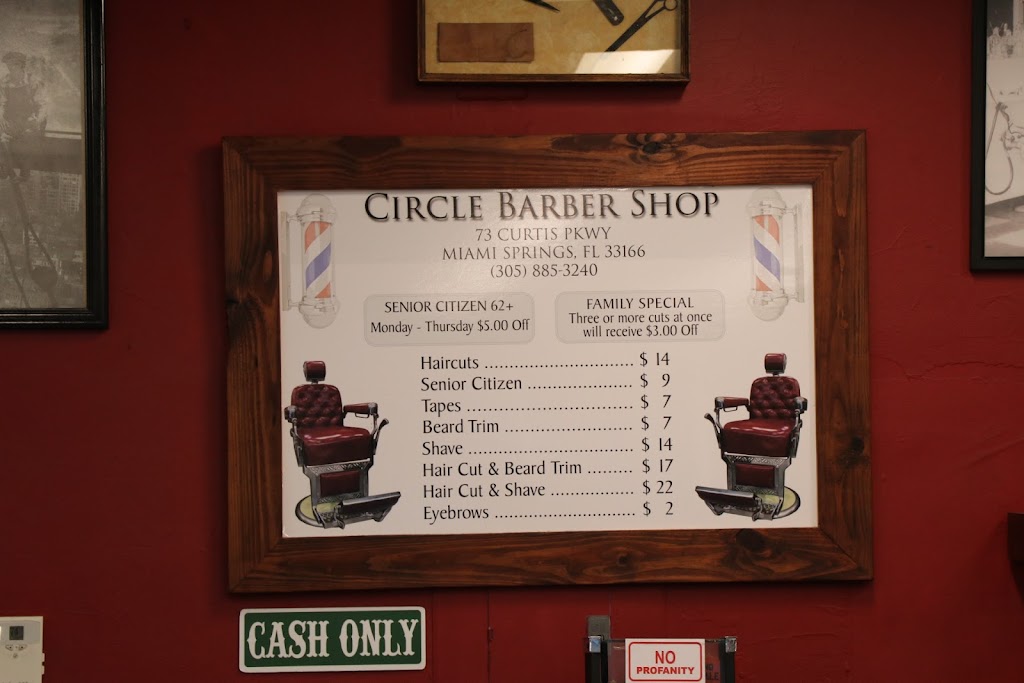 CIRCLE BARBER SHOP
73 CURTIS PKWY
MIAMI SPRINGS, FL 33166
(305) 885-3240
SENIOR CITIZEN 62+
Monday - Thursday $5.00 Off
FAMILY SPECIAL
Three or more cuts at once
will receive $3.00 Off
Haircuts .............................. $ 14
Senior Citizen ..................... $ 9
Tapes ................................. $ 7
Beard Trim .......................... $ 7
Shave ................................. $ 14
Hair Cut & Beard Trim ......... $ 17
Hair Cut & Shave ................. $ 22
Eyebrows ............................ $ 2
CASH ONLY
NO
PROFANITY